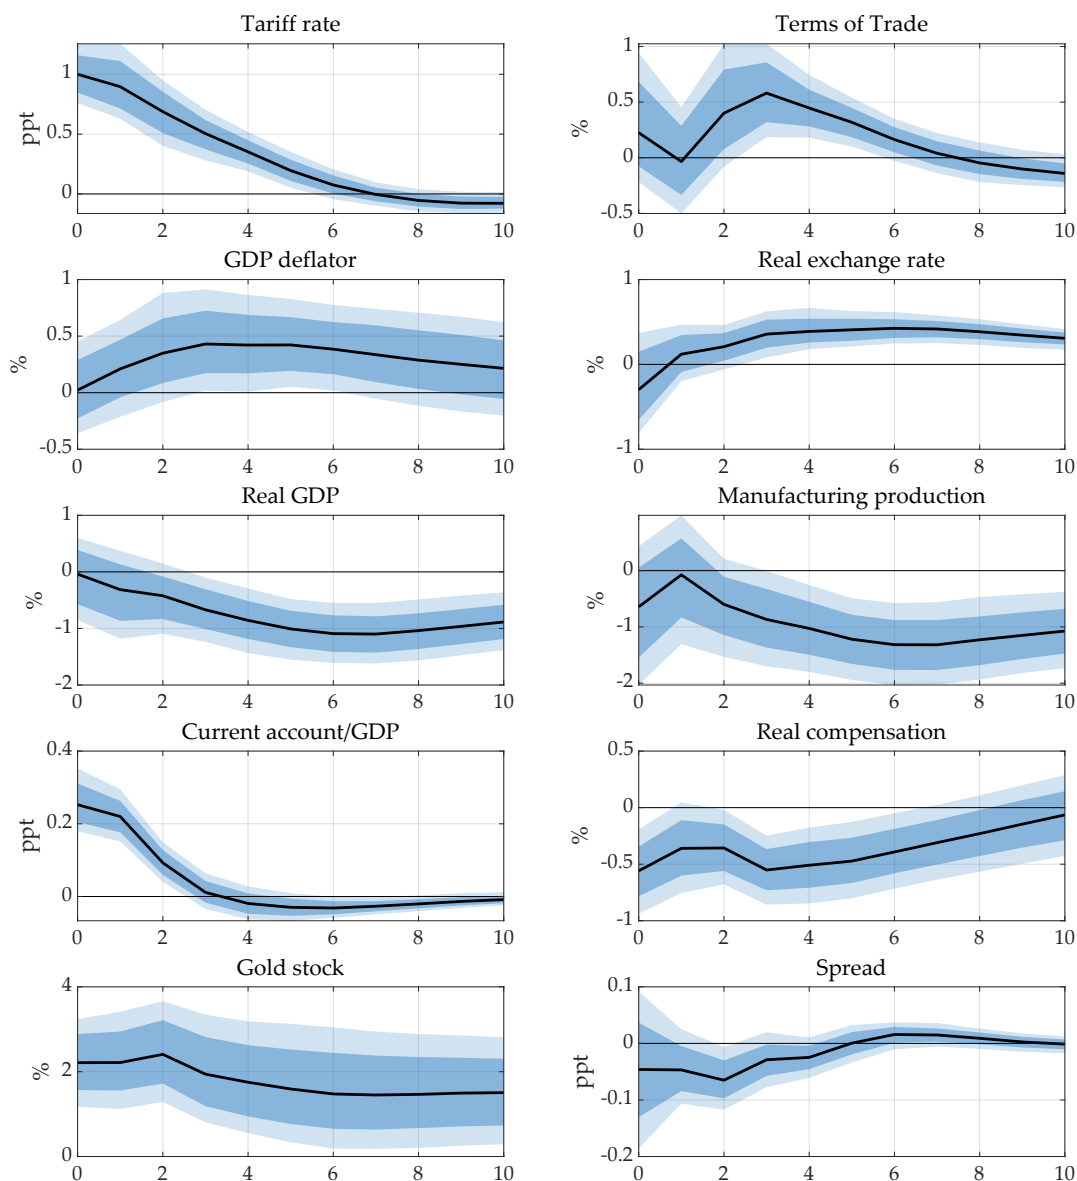 Tariff rate
ppt
1
0.5
0
0 2 4 6 8 10
Terms of Trade
%
1
0.5
0
-0.5
0 2 4 6 8 10
GDP deflator
%
1
0.5
0
-0.5
0 2 4 6 8 10
Real exchange rate
%
1
0
-1
0 2 4 6 8 10
Real GDP
%
1
0
-1
-2
0 2 4 6 8 10
Manufacturing production
%
0
-1
-2
0 2 4 6 8 10
Current account/GDP
ppt
0.4
0.2
0
0 2 4 6 8 10
Real compensation
%
0.5
0
-0.5
-1
0 2 4 6 8 10
Gold stock
%
4
2
0
0 2 4 6 8 10
Spread
ppt
0.1
0
-0.1
-0.2
0 2 4 6 8 10